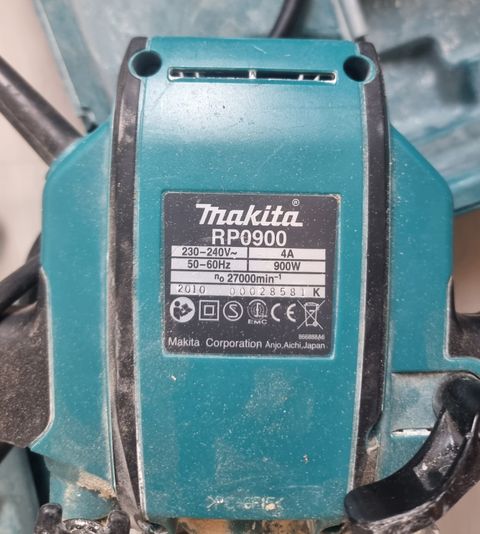 makita®
RP0900
230-240V~ 4A
50-60Hz 900W
n₀ 27000min⁻¹
2010 00028581 K
EMC CE
Makita Corporation Anjo,Aichi,Japan